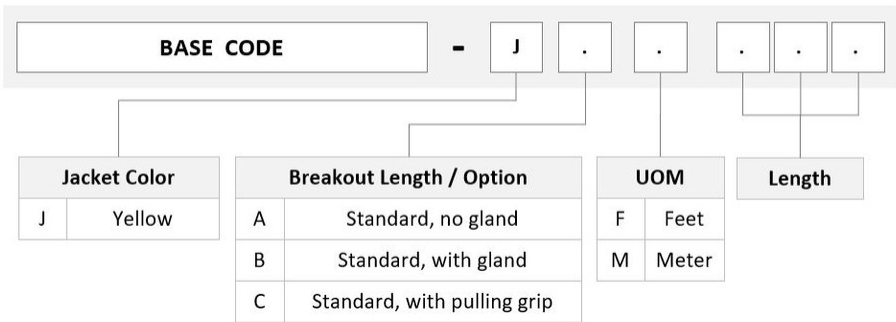 BASE CODE - J . . . . .
Jacket Color Breakout Length / Option UOM Length
J Yellow A Standard, no gland F Feet
B Standard, with gland M Meter
C Standard, with pulling grip